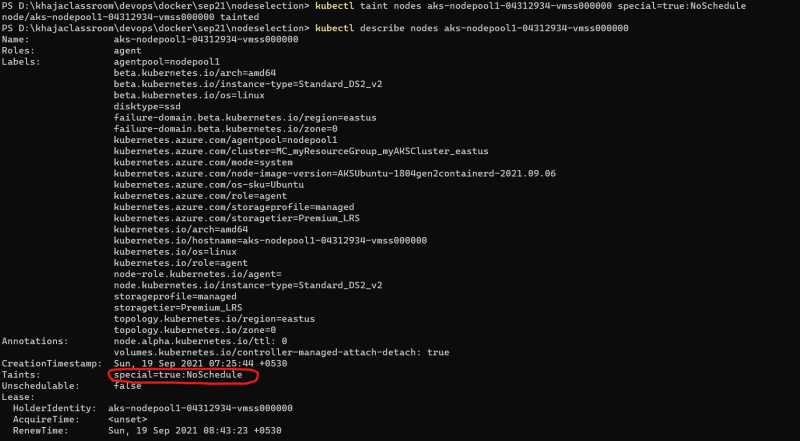 PS D:\khajaclassroom\devops\docker\sep21\nodeselection> kubectl taint nodes aks-nodepool1-04312934-vmss000000 special=true:NoSchedule
node/aks-nodepool1-04312934-vmss000000 tainted
PS D:\khajaclassroom\devops\docker\sep21\nodeselection> kubectl describe nodes aks-nodepool1-04312934-vmss000000
Name: aks-nodepool1-04312934-vmss000000
Roles: agent
Labels: agentpool=nodepool1
beta.kubernetes.io/arch=amd64
beta.kubernetes.io/instance-type=Standard_DS2_v2
beta.kubernetes.io/os=linux
disktype=ssd
failure-domain.beta.kubernetes.io/region=eastus
failure-domain.beta.kubernetes.io/zone=0
kubernetes.azure.com/agentpool=nodepool1
kubernetes.azure.com/cluster=MC_myResourceGroup_myAKSCluster_eastus
kubernetes.azure.com/mode=system
kubernetes.azure.com/node-image-version=AKSUbuntu-1804gen2containerd-2021.09.06
kubernetes.azure.com/os-sku=Ubuntu
kubernetes.azure.com/role=agent
kubernetes.azure.com/storageprofile=managed
kubernetes.azure.com/storagetier=Premium_LRS
kubernetes.io/arch=amd64
kubernetes.io/hostname=aks-nodepool1-04312934-vmss000000
kubernetes.io/os=linux
kubernetes.io/role=agent
node-role.kubernetes.io/agent=
node.kubernetes.io/instance-type=Standard_DS2_v2
storageprofile=managed
storagetier=Premium_LRS
topology.kubernetes.io/region=eastus
topology.kubernetes.io/zone=0
Annotations: node.alpha.kubernetes.io/ttl: 0
volumes.kubernetes.io/controller-managed-attach-detach: true
CreationTimestamp: Sun, 19 Sep 2021 07:25:44 +0530
Taints: special=true:NoSchedule
Unschedulable: false
Lease:
HolderIdentity: aks-nodepool1-04312934-vmss000000
AcquireTime: <unset>
RenewTime: Sun, 19 Sep 2021 08:43:23 +0530